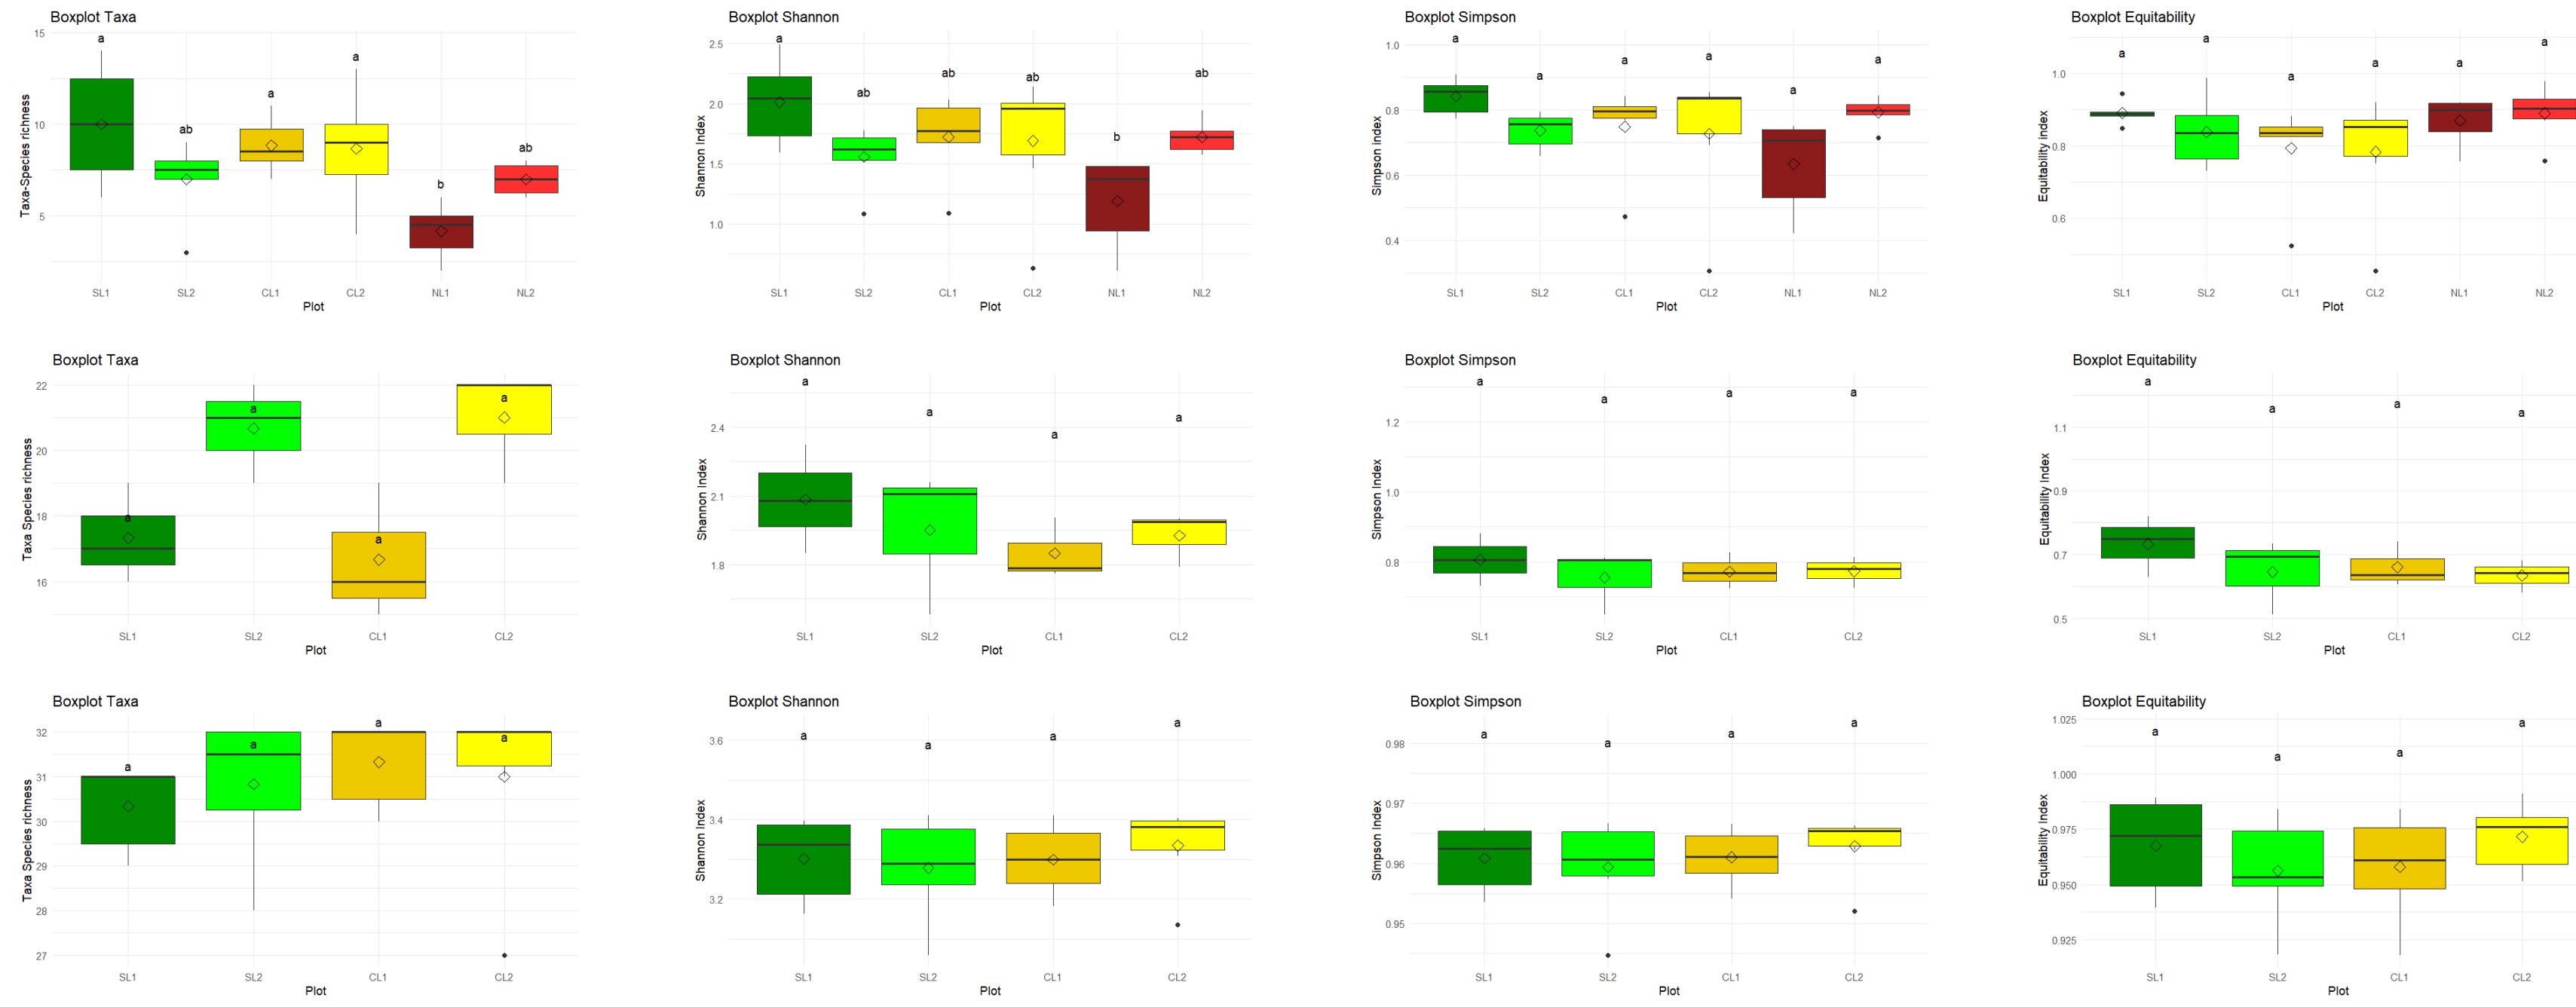 Boxplot Taxa
Taxa-Species richness
15
10
5
a
ab
a
a
b
ab
SL1 SL2 CL1 CL2 NL1 NL2
Plot
Boxplot Shannon
Shannon Index
2.5
2.0
1.5
1.0
a
ab
ab
ab
b
ab
SL1 SL2 CL1 CL2 NL1 NL2
Plot
Boxplot Simpson
Simpson index
1.0
0.8
0.6
0.4
a
a
a
a
a
a
SL1 SL2 CL1 CL2 NL1 NL2
Plot
Boxplot Equitability
Equitability index
1.0
0.8
0.6
a
a
a
a
a
a
SL1 SL2 CL1 CL2 NL1 NL2
Plot
Boxplot Taxa
Taxa Species richness
22
20
18
16
a
a
a
a
SL1 SL2 CL1 CL2
Plot
Boxplot Shannon
Shannon Index
2.4
2.1
1.8
a
a
a
a
SL1 SL2 CL1 CL2
Plot
Boxplot Simpson
Simpson Index
1.2
1.0
0.8
a
a
a
a
SL1 SL2 CL1 CL2
Plot
Boxplot Equitability
Equitability Index
1.1
0.9
0.7
0.5
a
a
a
a
SL1 SL2 CL1 CL2
Plot
Boxplot Taxa
Taxa Species richness
32
31
30
29
28
27
a
a
a
a
SL1 SL2 CL1 CL2
Plot
Boxplot Shannon
Shannon Index
3.6
3.4
3.2
a
a
a
a
SL1 SL2 CL1 CL2
Plot
Boxplot Simpson
Simpson Index
0.98
0.97
0.96
0.95
a
a
a
a
SL1 SL2 CL1 CL2
Plot
Boxplot Equitability
Equitability Index
1.025
1.000
0.975
0.950
0.925
a
a
a
a
SL1 SL2 CL1 CL2
Plot